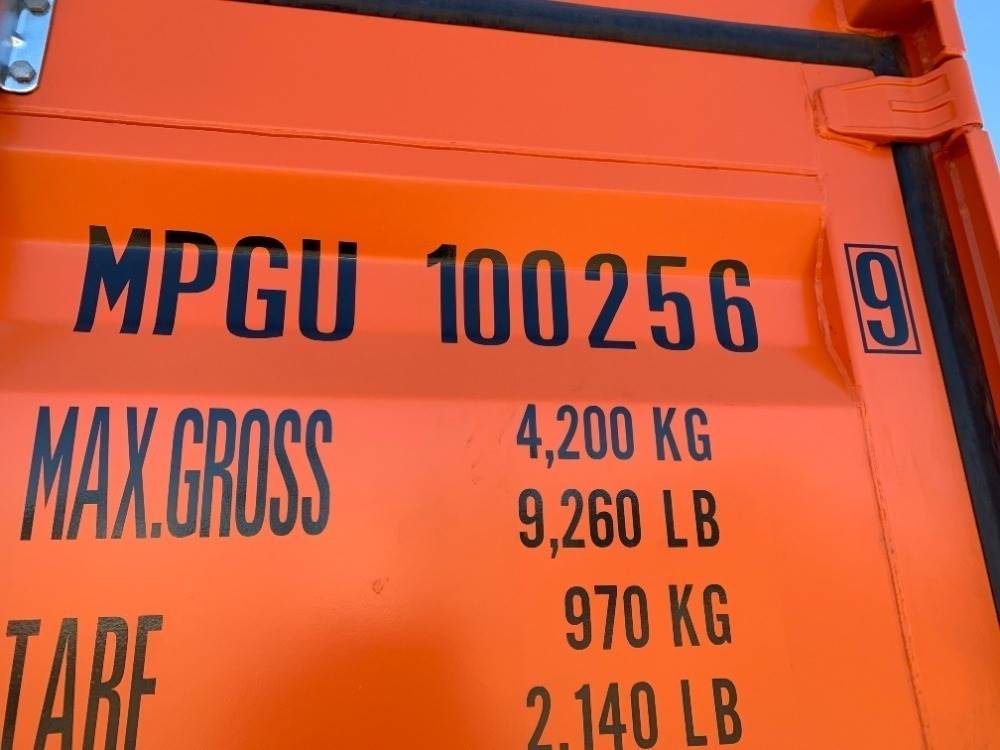 MPGU 100256 9
MAX.GROSS 4,200 KG
9,260 LB
TARE 970 KG
2,140 LB